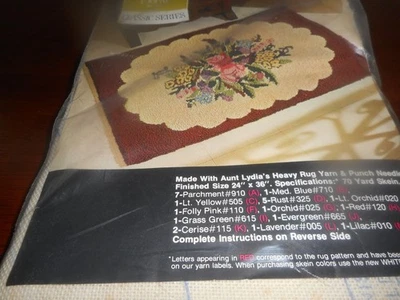 Made With Aunt Lydia's Heavy Rug Yarn & Punch Needle
Finished Size 24" x 36". Specifications:* 70 Yard Skein
7-Parchment#910 (A), 1-Med. Blue#710
1-Lt. Yellow#505 (C), 5-Rust#325 (D), 1-Lt. Orchid#020
1-Folly Pink#110 (F), 1-Orchid#025 (G), 1-Red#120 (H)
1-Grass Green#615 (I), 1-Evergreen#665 (J),
2-Cerise#115 (K), 1-Lavender#005 (L), 1-Lilac#010
Complete Instructions on Reverse Side
*Letters appearing in RED correspond to the rug pattern and have been
on our yarn labels. When purchasing skein colors use the new WHITE